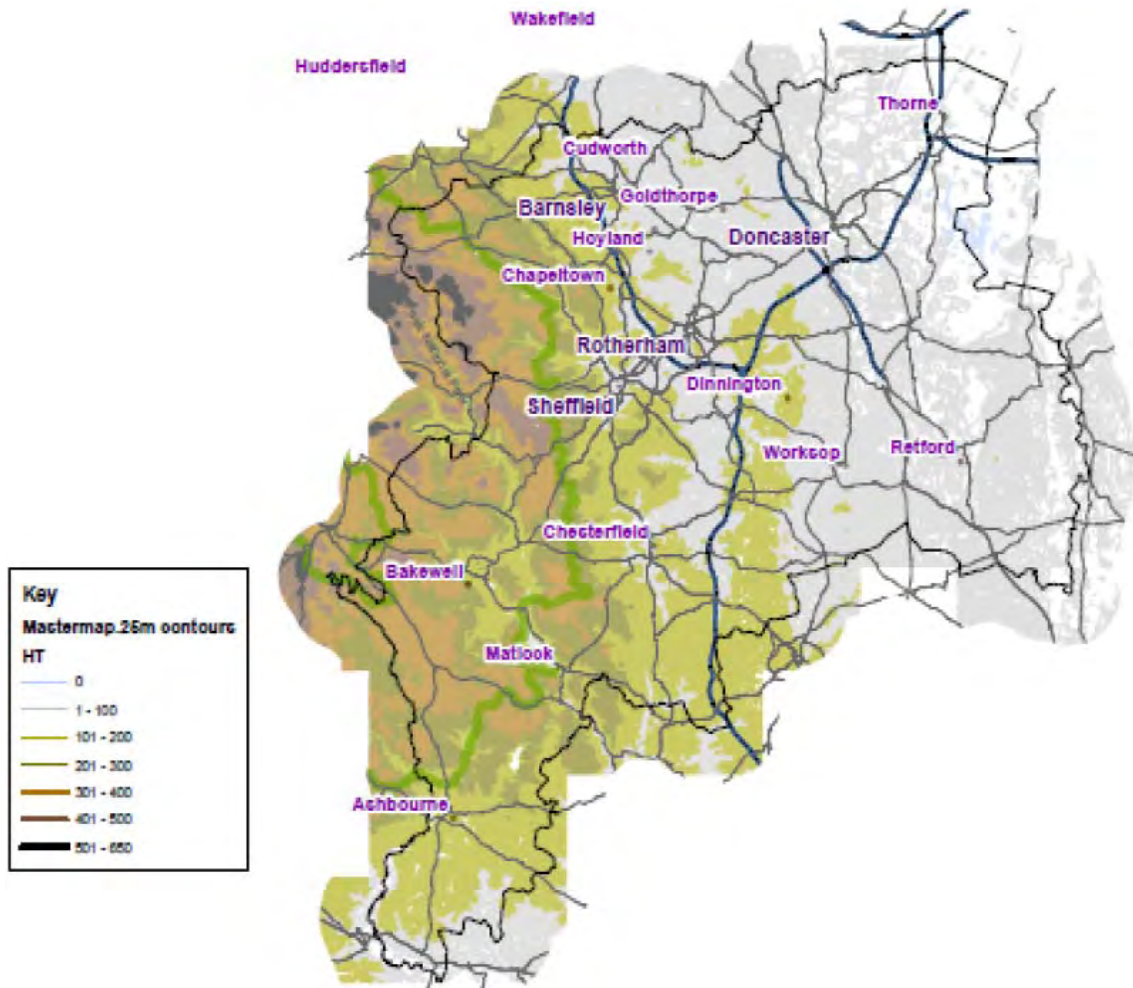 Wakefield
Huddersfield
Thorne
Cudworth
Goldthorpe
Barnsley
Hoyland
Doncaster
Chapeltown
Rotherham
Dinnington
Sheffield
Worksop
Retford
Chesterfield
Bakewell
Matlock
Ashbourne
Key
Mastermap.25m contours
HT
0
1 - 100
101 - 200
201 - 300
301 - 400
401 - 500
501 - 650